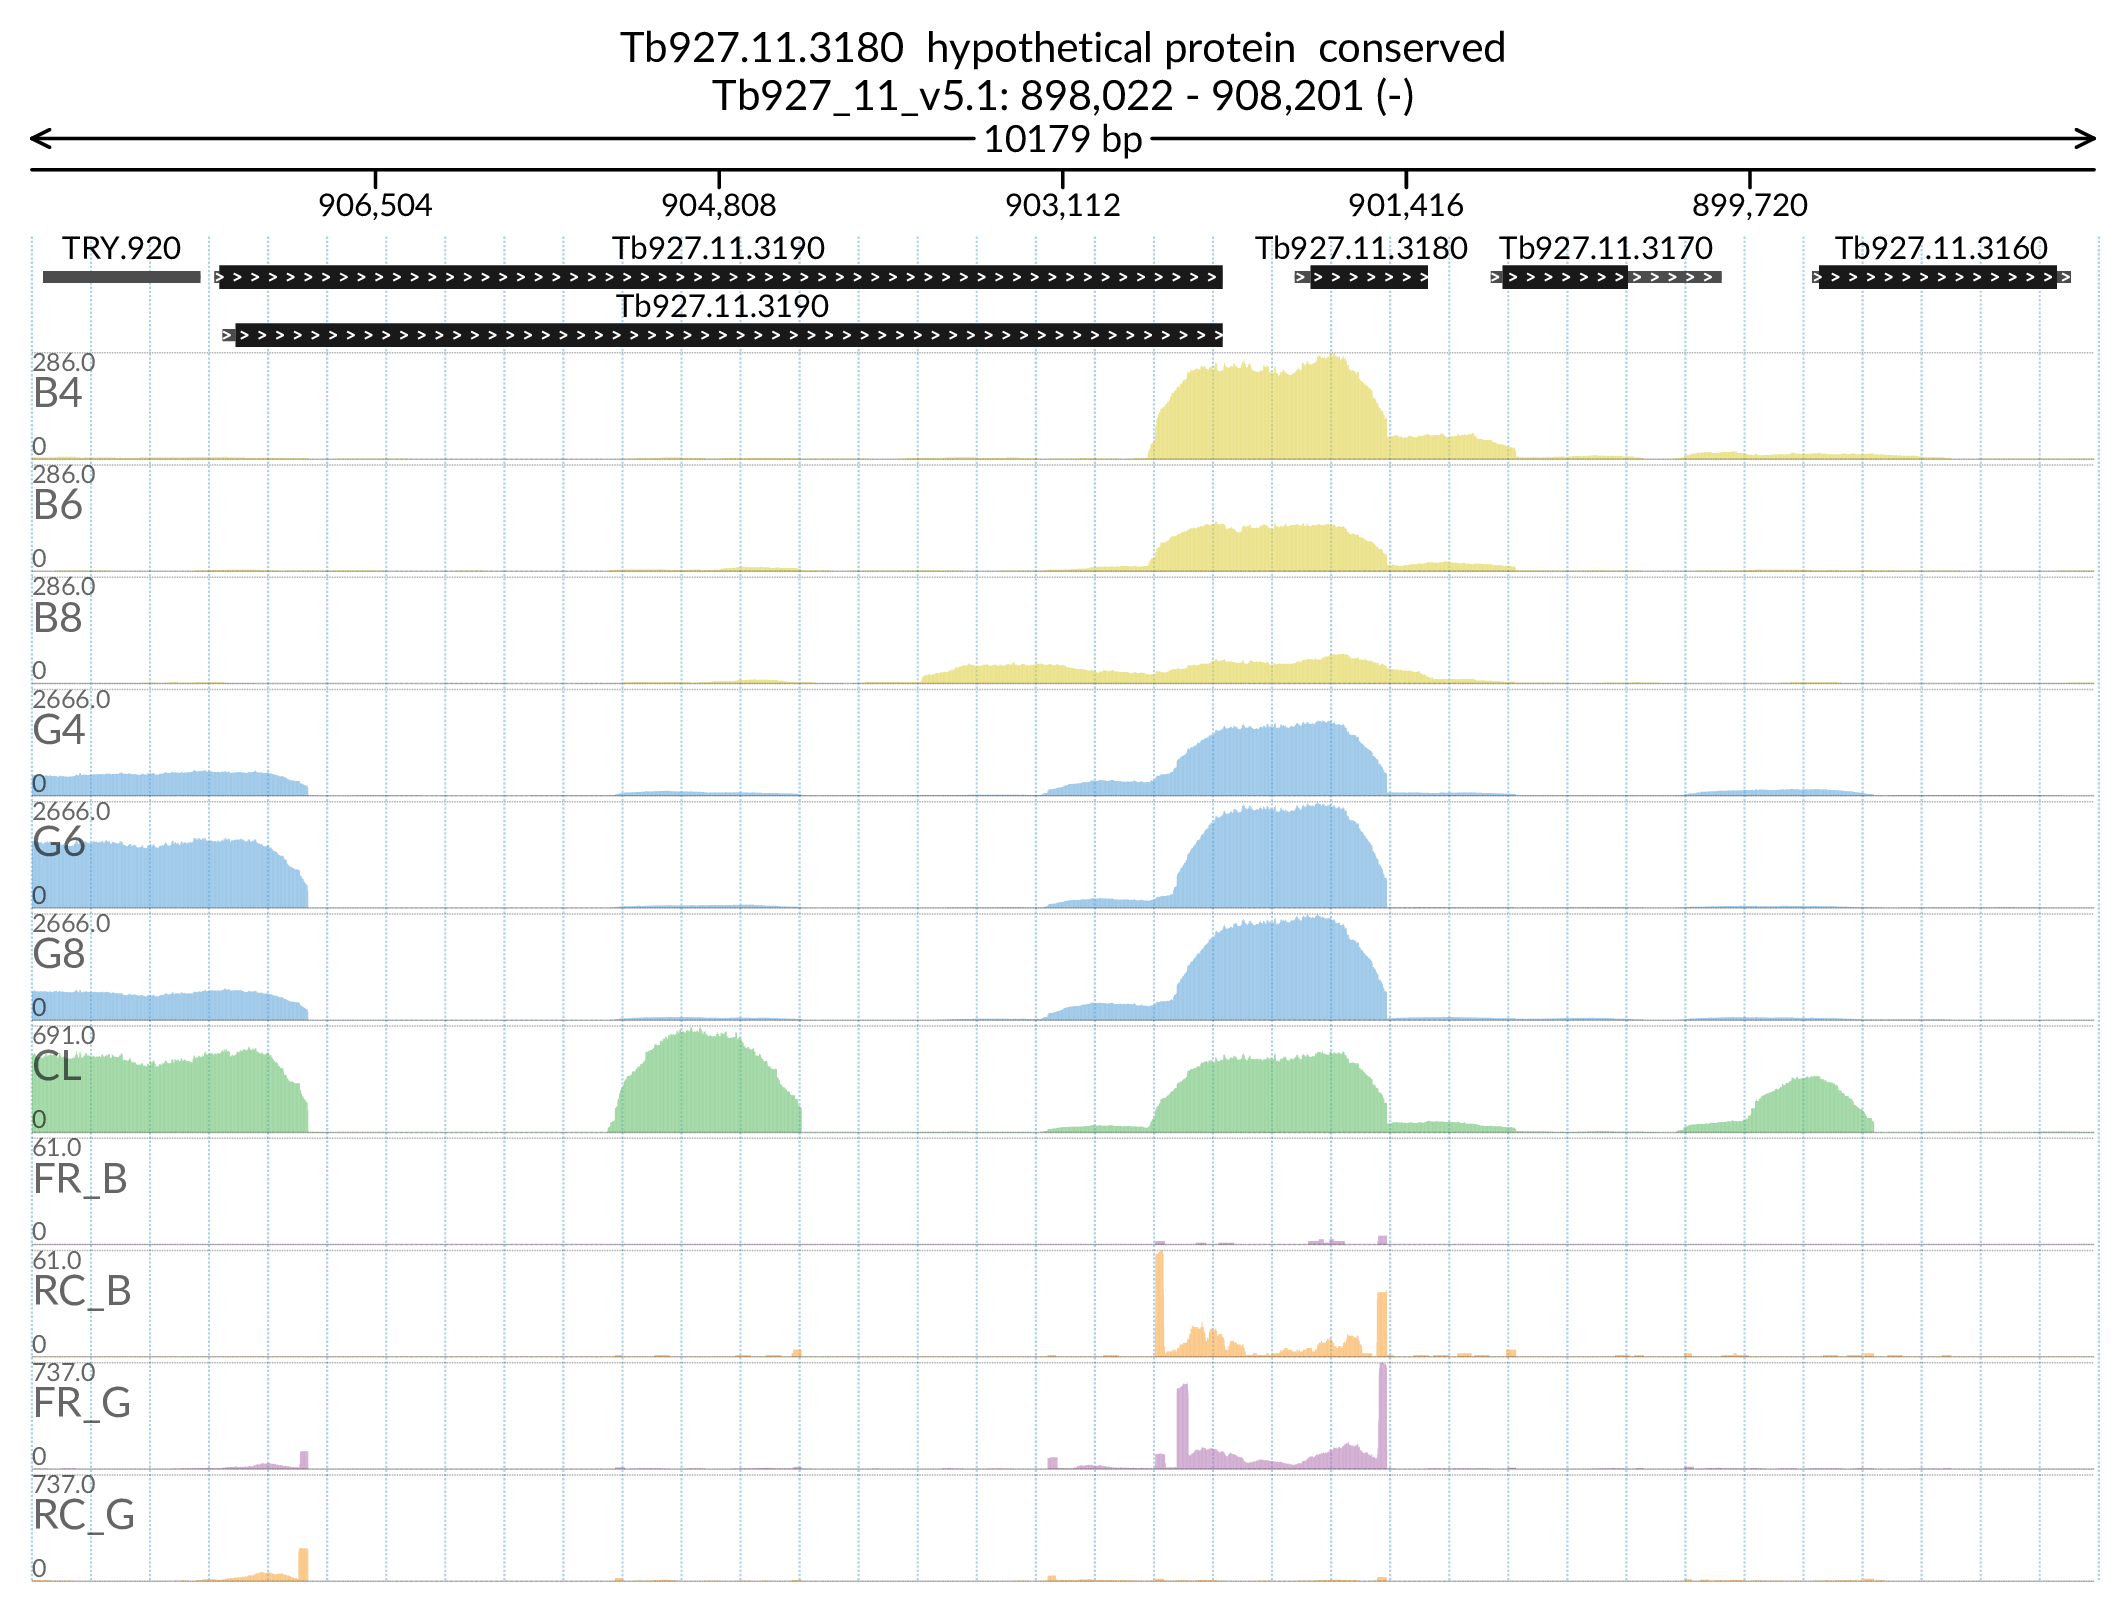 Tb927.11.3180  hypothetical protein  conserved
Tb927_11_v5.1: 898,022 - 908,201 (-)
10179 bp
906,504 904,808 903,112 901,416 899,720
TRY.920 Tb927.11.3190 Tb927.11.3180 Tb927.11.3170 Tb927.11.3160
Tb927.11.3190
286.0
B4
0
286.0
B6
0
286.0
B8
0
2666.0
G4
0
2666.0
G6
0
2666.0
G8
0
691.0
CL
0
61.0
FR_B
0
61.0
RC_B
0
737.0
FR_G
0
737.0
RC_G
0